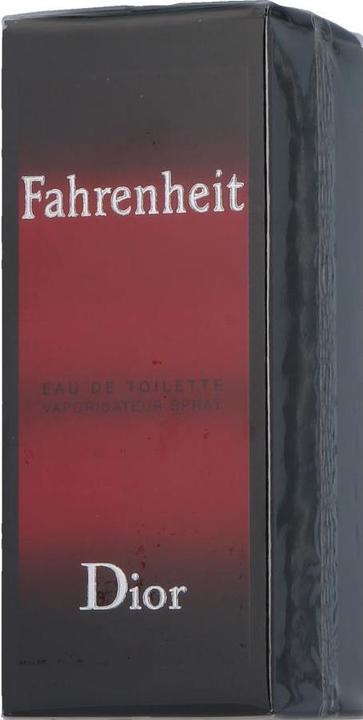 Fahrenheit
EAU DE TOILETTE
VAPORISATEUR SPRAY
Dior